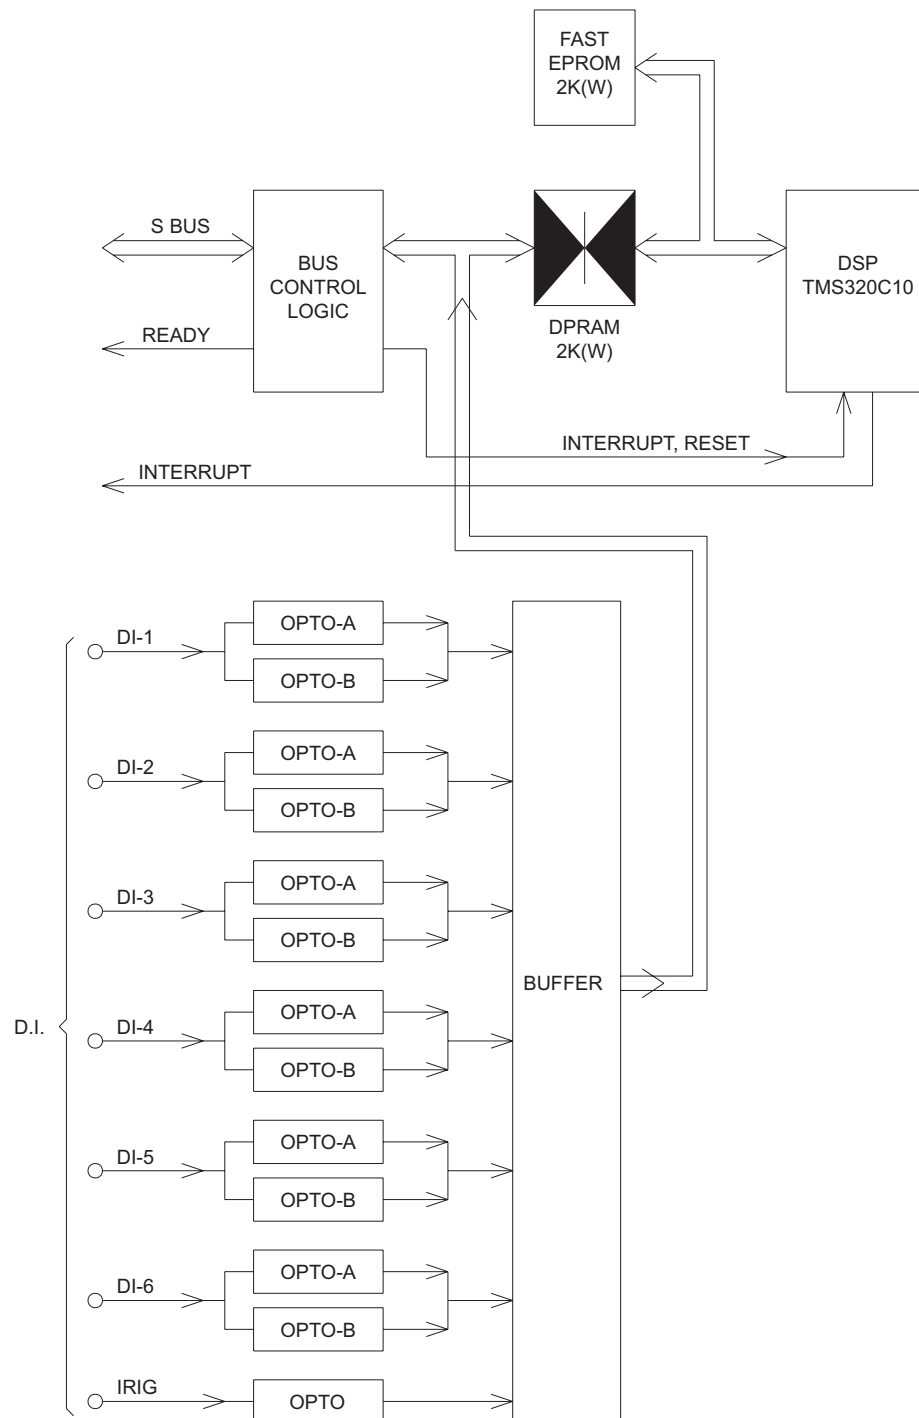 FAST
EPROM
2K(W)
S BUS
BUS
CONTROL
LOGIC
DSP
TMS320C10
READY
DPRAM
2K(W)
INTERRUPT, RESET
INTERRUPT
DI-1
OPTO-A
OPTO-B
DI-2
OPTO-A
OPTO-B
DI-3
OPTO-A
OPTO-B
BUFFER
D.I.
DI-4
OPTO-A
OPTO-B
DI-5
OPTO-A
OPTO-B
DI-6
OPTO-A
OPTO-B
IRIG
OPTO